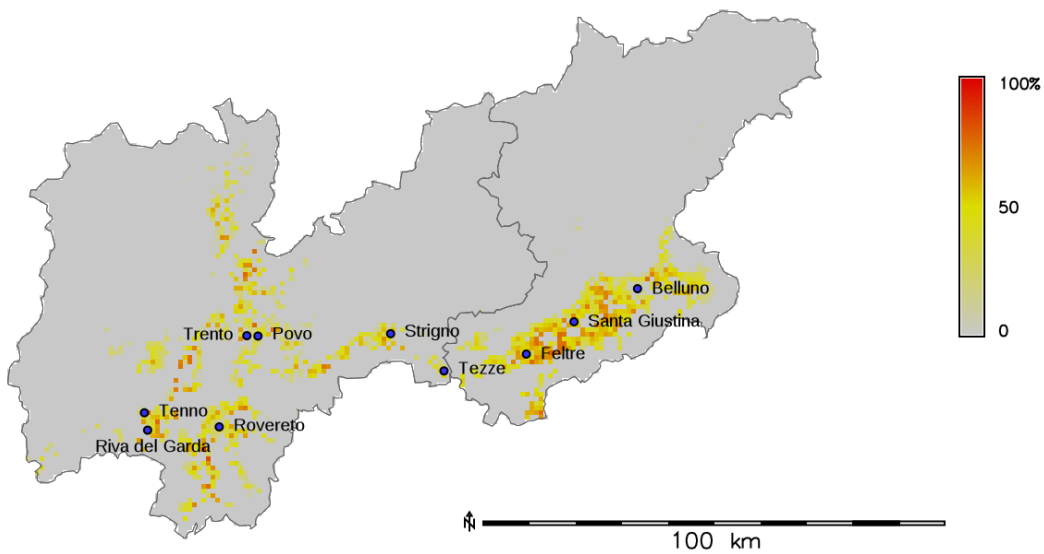 100%
50
0
Belluno
Santa Giustina
Feltre
Trento
Povo
Strigno
Tezze
Tenno
Rovereto
Riva del Garda
N
100 km